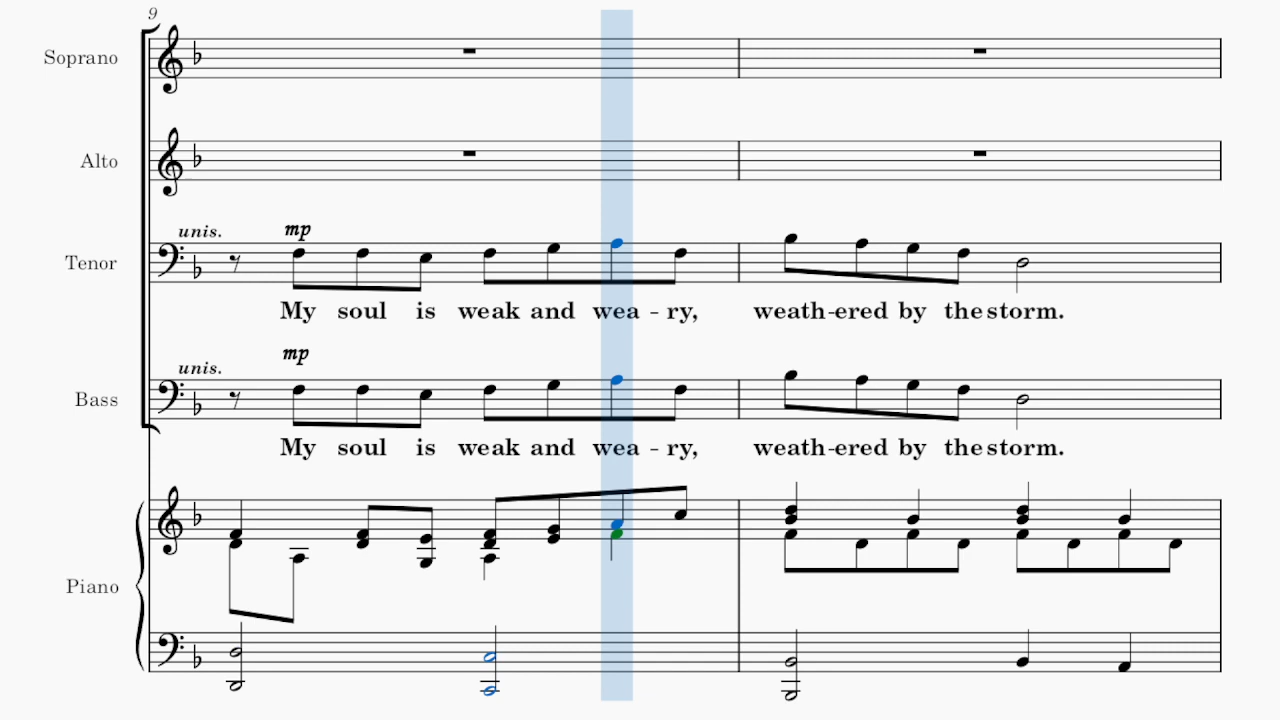 9
Soprano
Alto
unis. mp
Tenor
My soul is weak and wea - ry, weath-ered by the storm.
mp
unis.
Bass
My soul is weak and wea - ry, weath-ered by the storm.
Piano